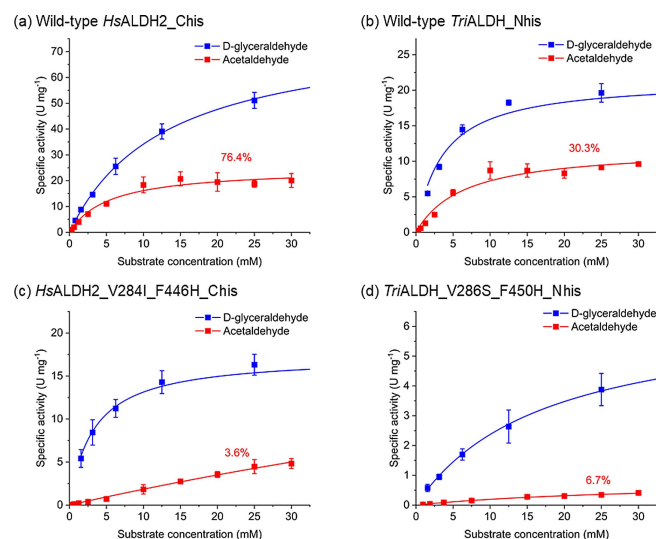 (a) Wild-type HsALDH2_Chis
D-glyceraldehyde
Acetaldehyde
Specific activity (U mg⁻¹)
70
60
50
40
30
20
10
0
76.4%
0 5 10 15 20 25 30
Substrate concentration (mM)
(b) Wild-type TriALDH_Nhis
D-glyceraldehyde
Acetaldehyde
Specific activity (U mg⁻¹)
25
20
15
10
5
0
30.3%
0 5 10 15 20 25 30
Substrate concentration (mM)
(c) HsALDH2_V284I_F446H_Chis
D-glyceraldehyde
Acetaldehyde
Specific activity (U mg⁻¹)
25
20
15
10
5
0
3.6%
0 5 10 15 20 25 30
Substrate concentration (mM)
(d) TriALDH_V286S_F450H_Nhis
D-glyceraldehyde
Acetaldehyde
Specific activity (U mg⁻¹)
6
5
4
3
2
1
0
6.7%
0 5 10 15 20 25 30
Substrate concentration (mM)